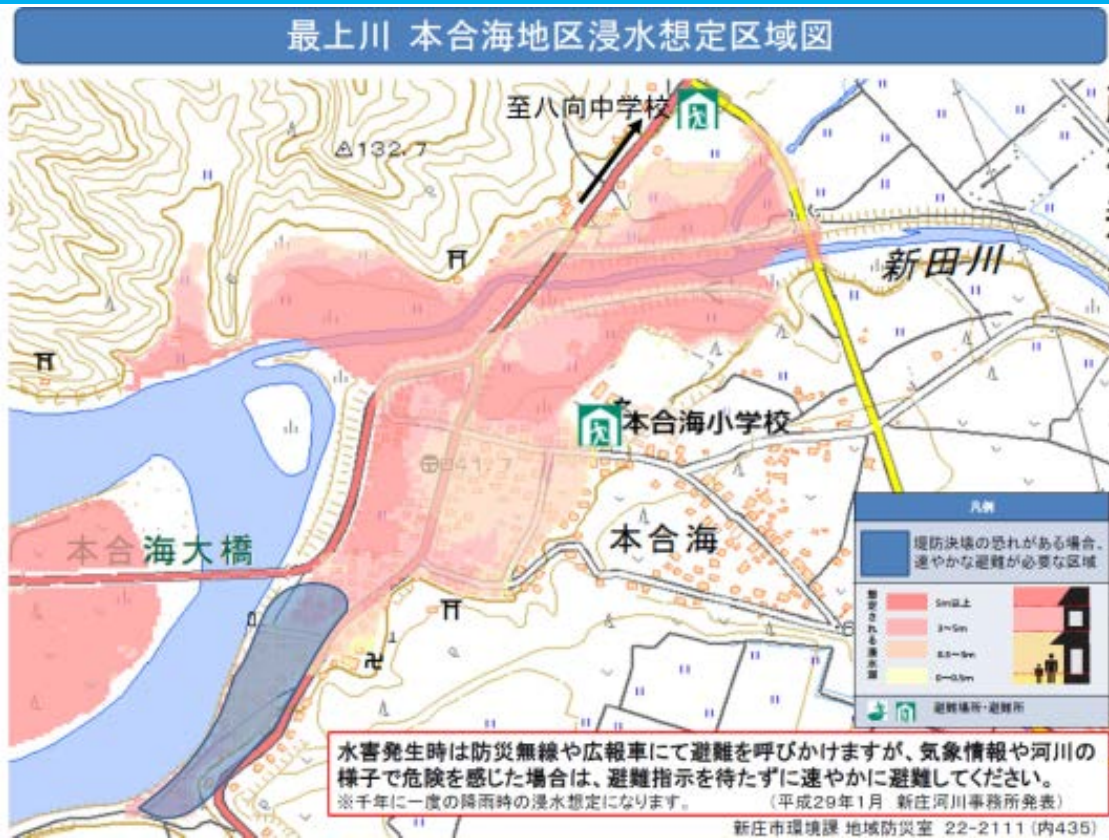 最上川 本合海地区浸水想定区域図
至八向中学校
132.7
新田川
本合海小学校
41.7
本合海
本合海大橋
凡例
堤防決壊の恐れがある場合、
速やかな避難が必要な区域
想定される浸水深
5m以上
3~5m
0.5~3m
0~0.5m
避難場所・避難所
水害発生時は防災無線や広報車にて避難を呼びかけますが、気象情報や河川の
様子で危険を感じた場合は、避難指示を待たずに速やかに避難してください。
※千年に一度の降雨時の浸水想定になります。 (平成29年1月 新庄河川事務所発表)
新庄市環境課 地域防災室 22-2111(内435)